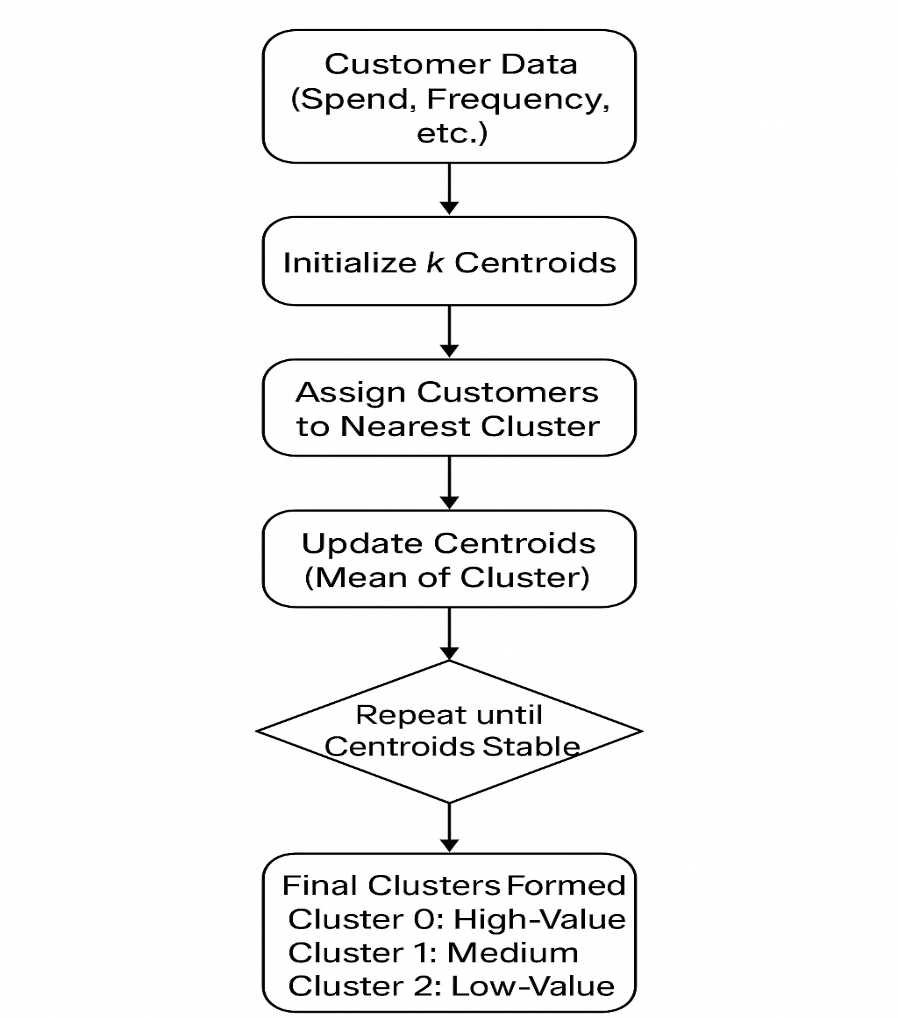 Customer Data
(Spend, Frequency,
etc.)
Initialize k Centroids
Assign Customers
to Nearest Cluster
Update Centroids
(Mean of Cluster)
Repeat until
Centroids Stable
Final Clusters Formed
Cluster 0: High-Value
Cluster 1: Medium
Cluster 2: Low-Value